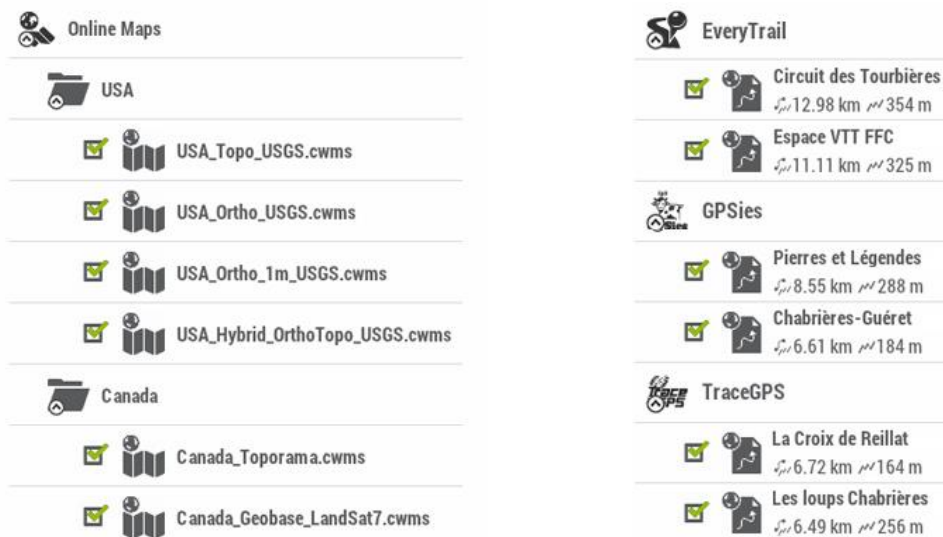 Online Maps
USA
USA_Topo_USGS.cwms
USA_Ortho_USGS.cwms
USA_Ortho_1m_USGS.cwms
USA_Hybrid_OrthoTopo_USGS.cwms
Canada
Canada_Toporama.cwms
Canada_Geobase_LandSat7.cwms
EveryTrail
Circuit des Tourbières
12.98 km 354 m
Espace VTT FFC
11.11 km 325 m
GPSies
Pierres et Légendes
8.55 km 288 m
Chabrières-Guéret
6.61 km 184 m
TraceGPS
La Croix de Reillat
6.72 km 164 m
Les loups Chabrières
6.49 km 256 m